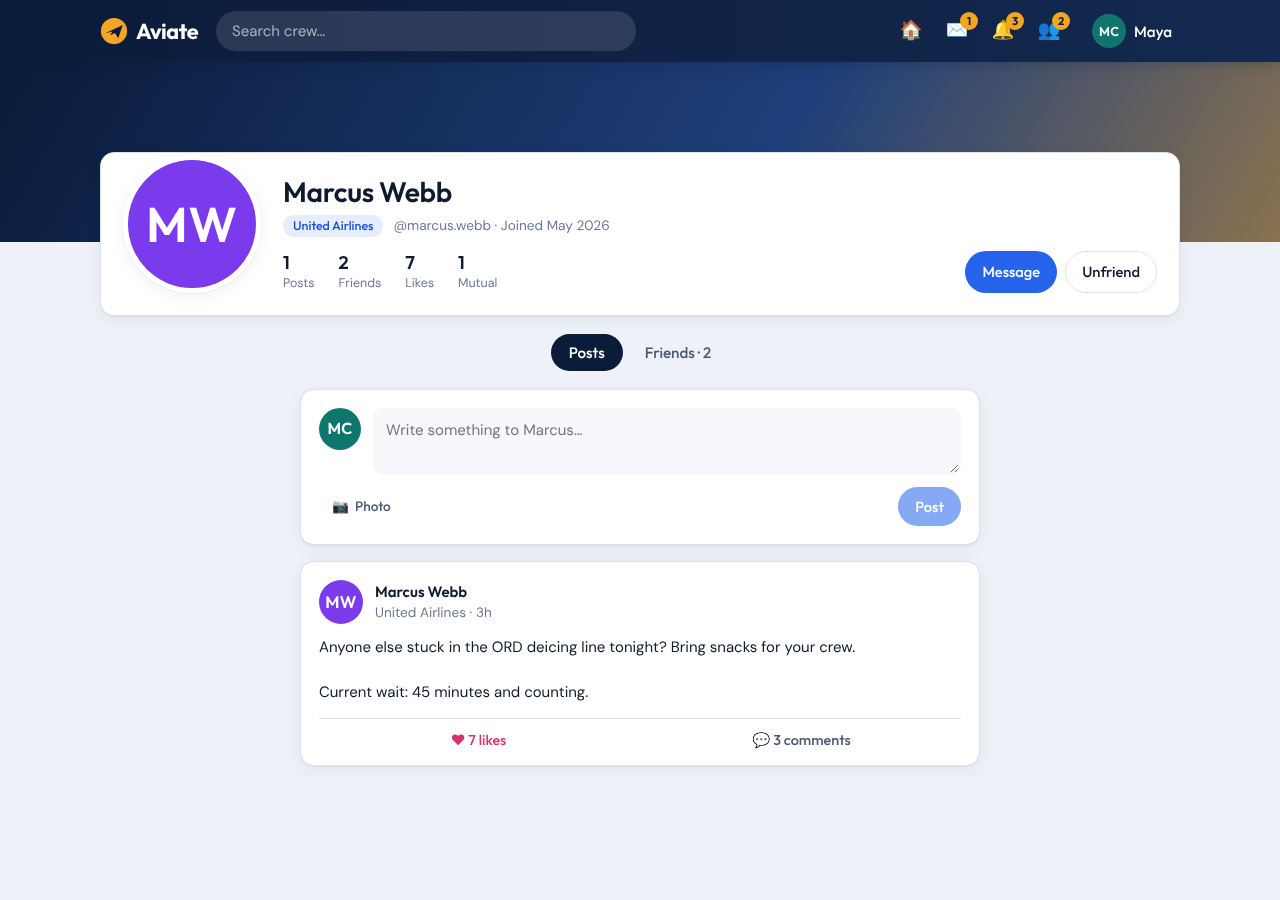 Aviate
Search crew...
1
3
2
MC
Maya
MW
Marcus Webb
United Airlines
@marcus.webb · Joined May 2026
1
Posts
2
Friends
7
Likes
1
Mutual
Message
Unfriend
Posts
Friends · 2
MC
Write something to Marcus...
Photo
Post
MW
Marcus Webb
United Airlines · 3h
Anyone else stuck in the ORD deicing line tonight? Bring snacks for your crew.
Current wait: 45 minutes and counting.
7 likes
3 comments